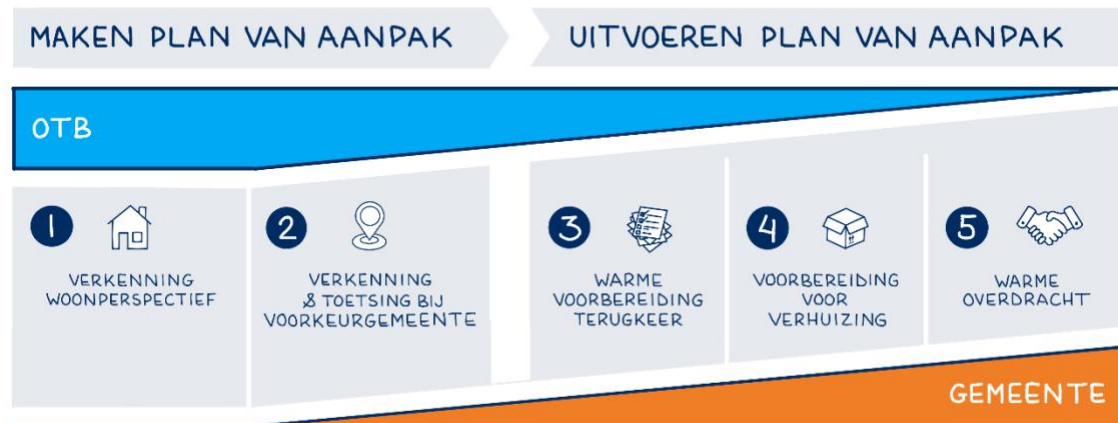 MAKEN PLAN VAN AANPAK
UITVOEREN PLAN VAN AANPAK
OTB
1
VERKENNING
WOONPERSPECTIEF
2
VERKENNING
& TOETSING BIJ
VOORKEURGEMEENTE
3
WARME
VOORBEREIDING
TERUGKEER
4
VOORBEREIDING
VOOR
VERHUIZING
5
WARME
OVERDRACHT
GEMEENTE